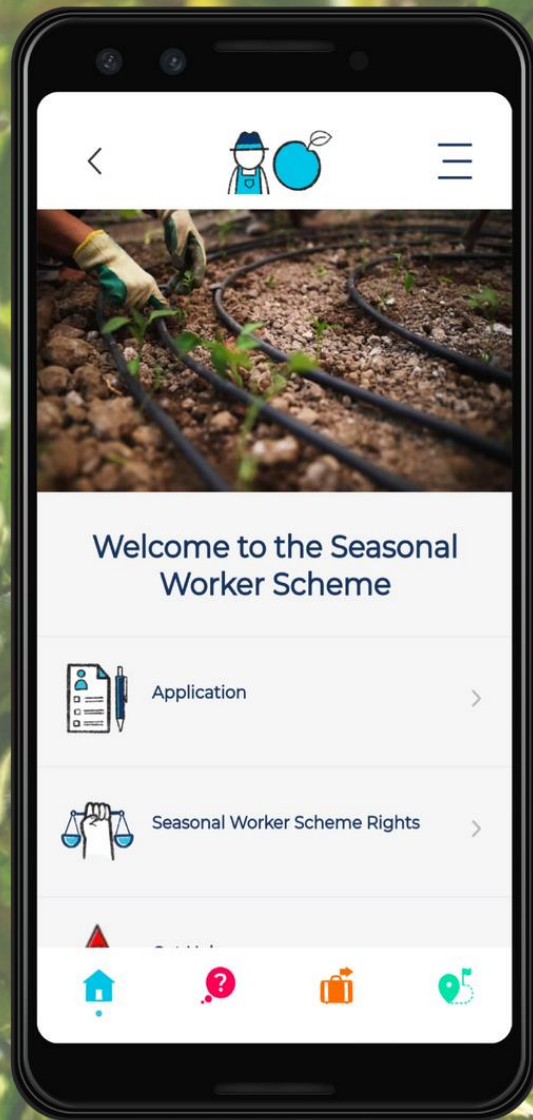 Welcome to the Seasonal
Worker Scheme
Application
Seasonal Worker Scheme Rights
?